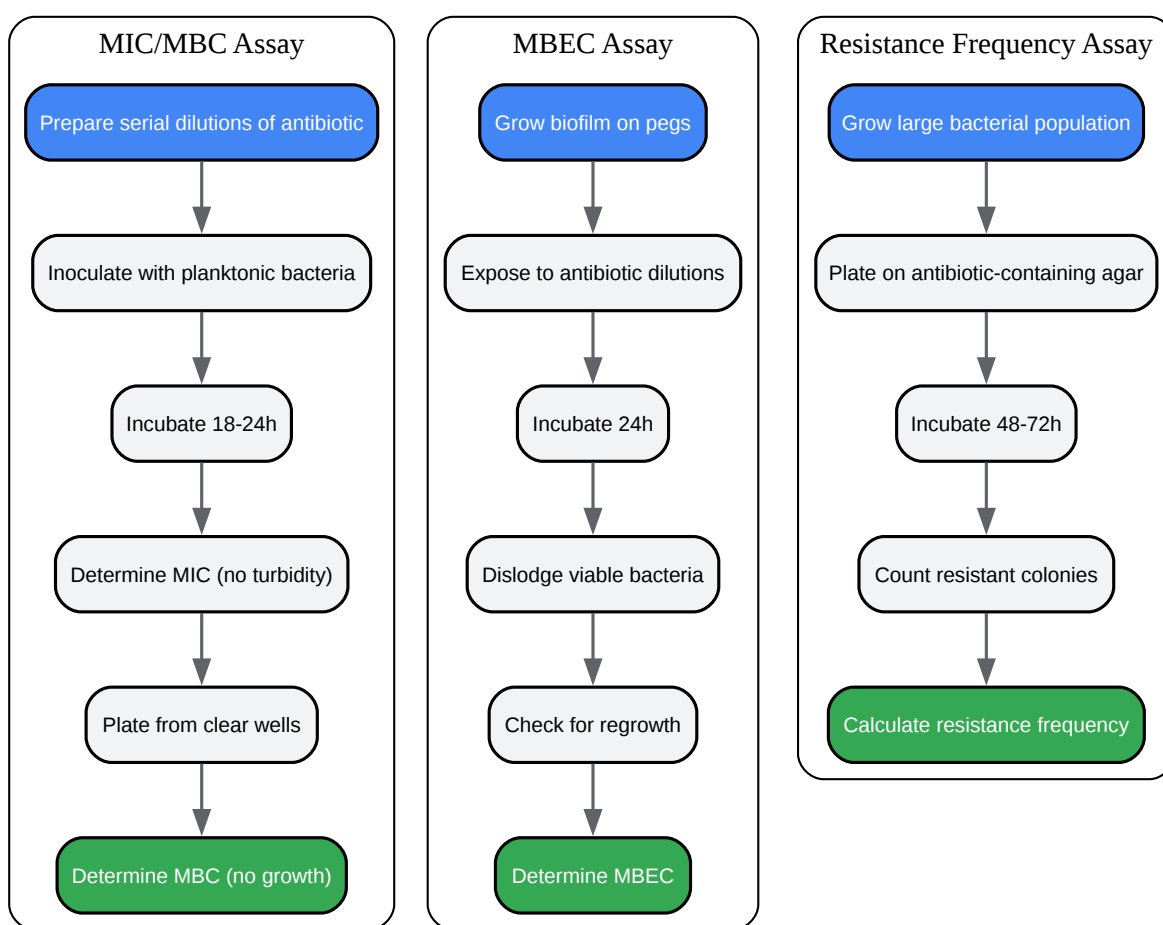 MIC/MBC Assay
Prepare serial dilutions of antibiotic
Inoculate with planktonic bacteria
Incubate 18-24h
Determine MIC (no turbidity)
Plate from clear wells
Determine MBC (no growth)
MBEC Assay
Grow biofilm on pegs
Expose to antibiotic dilutions
Incubate 24h
Dislodge viable bacteria
Check for regrowth
Determine MBEC
Resistance Frequency Assay
Grow large bacterial population
Plate on antibiotic-containing agar
Incubate 48-72h
Count resistant colonies
Calculate resistance frequency